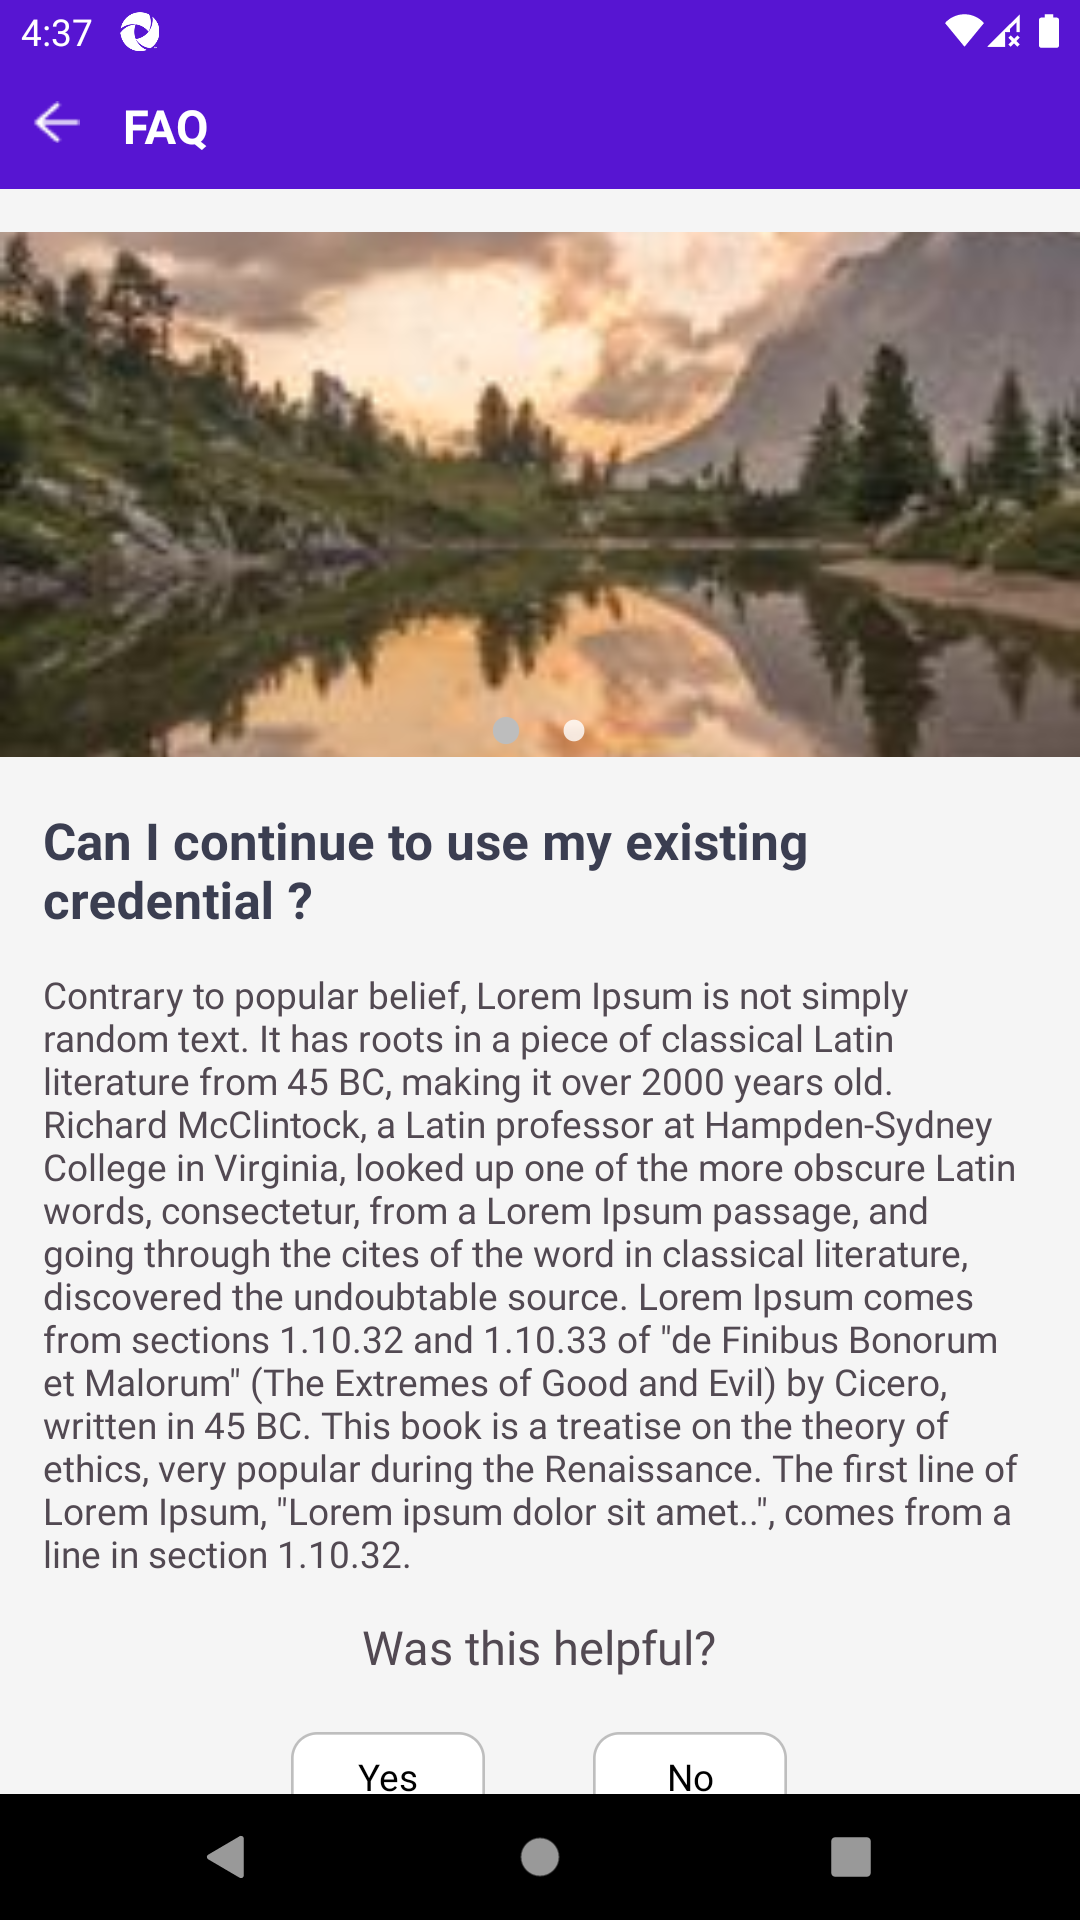 4:37
FAQ
Can I continue to use my existing
credential ?
Contrary to popular belief, Lorem Ipsum is not simply
random text. It has roots in a piece of classical Latin
literature from 45 BC, making it over 2000 years old.
Richard McClintock, a Latin professor at Hampden-Sydney
College in Virginia, looked up one of the more obscure Latin
words, consectetur, from a Lorem Ipsum passage, and
going through the cites of the word in classical literature,
discovered the undoubtable source. Lorem Ipsum comes
from sections 1.10.32 and 1.10.33 of "de Finibus Bonorum
et Malorum" (The Extremes of Good and Evil) by Cicero,
written in 45 BC. This book is a treatise on the theory of
ethics, very popular during the Renaissance. The first line of
Lorem Ipsum, "Lorem ipsum dolor sit amet..", comes from a
line in section 1.10.32.
Was this helpful?
Yes No